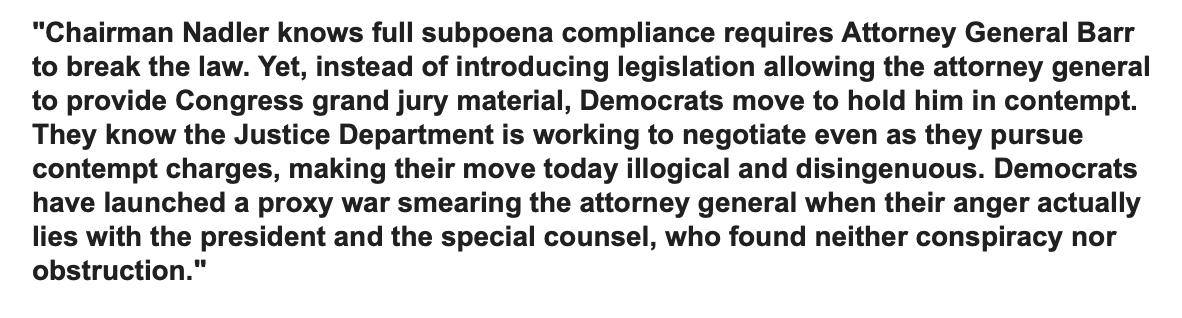 "Chairman Nadler knows full subpoena compliance requires Attorney General Barr
to break the law. Yet, instead of introducing legislation allowing the attorney general
to provide Congress grand jury material, Democrats move to hold him in contempt.
They know the Justice Department is working to negotiate even as they pursue
contempt charges, making their move today illogical and disingenuous. Democrats
have launched a proxy war smearing the attorney general when their anger actually
lies with the president and the special counsel, who found neither conspiracy nor
obstruction."